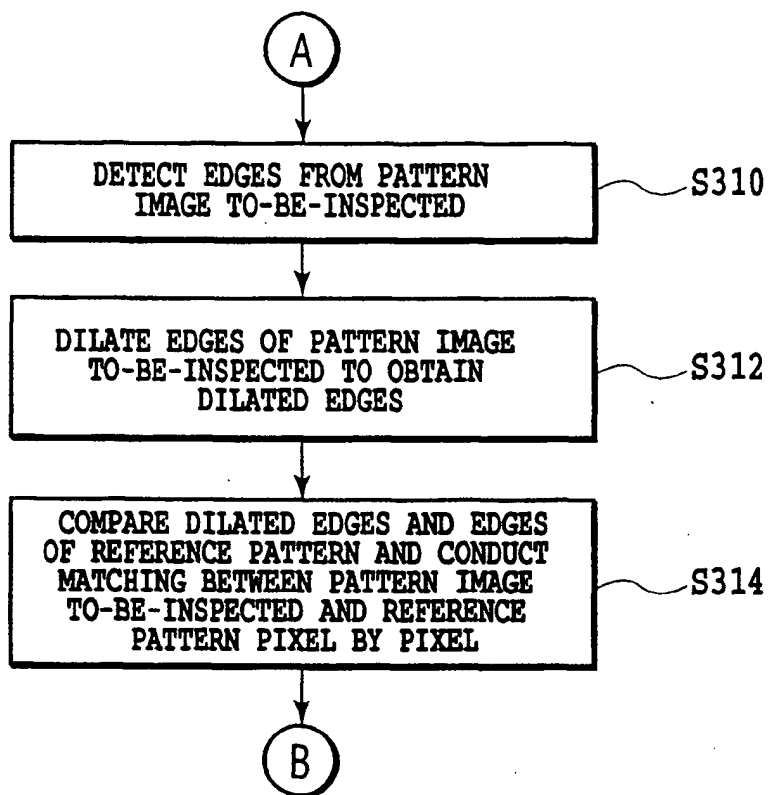 A
DETECT EDGES FROM PATTERN
IMAGE TO-BE-INSPECTED
S310
DILATE EDGES OF PATTERN IMAGE
TO-BE-INSPECTED TO OBTAIN
DILATED EDGES
S312
COMPARE DILATED EDGES AND EDGES
OF REFERENCE PATTERN AND CONDUCT
MATCHING BETWEEN PATTERN IMAGE
TO-BE-INSPECTED AND REFERENCE
PATTERN PIXEL BY PIXEL
S314
B